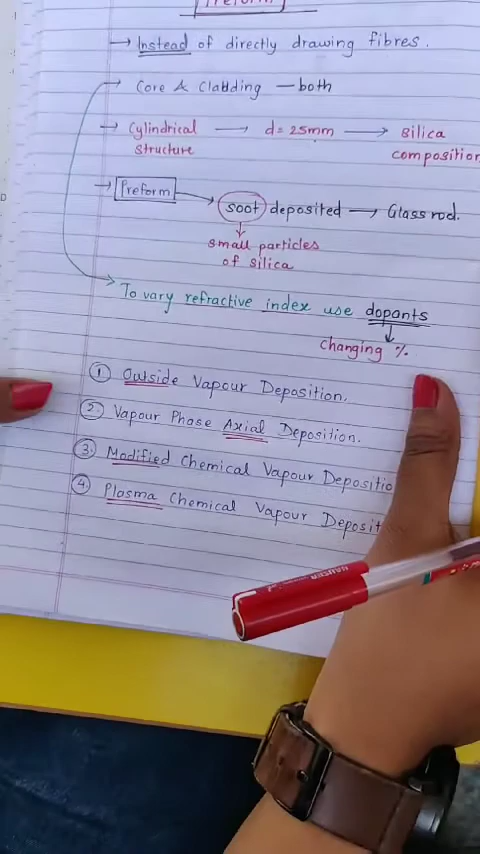 Preform
→ Instead of directly drawing fibres.
→ Core & Cladding — both
→ Cylindrical structure → d = 25mm → silica composition
→ Preform → soot deposited → Glass rod.
small particles of silica
→ To vary refractive index use dopants
changing %.
① Outside Vapour Deposition.
② Vapour Phase Axial Deposition.
③ Modified Chemical Vapour Depositio
④ Plasma Chemical Vapour Deposit